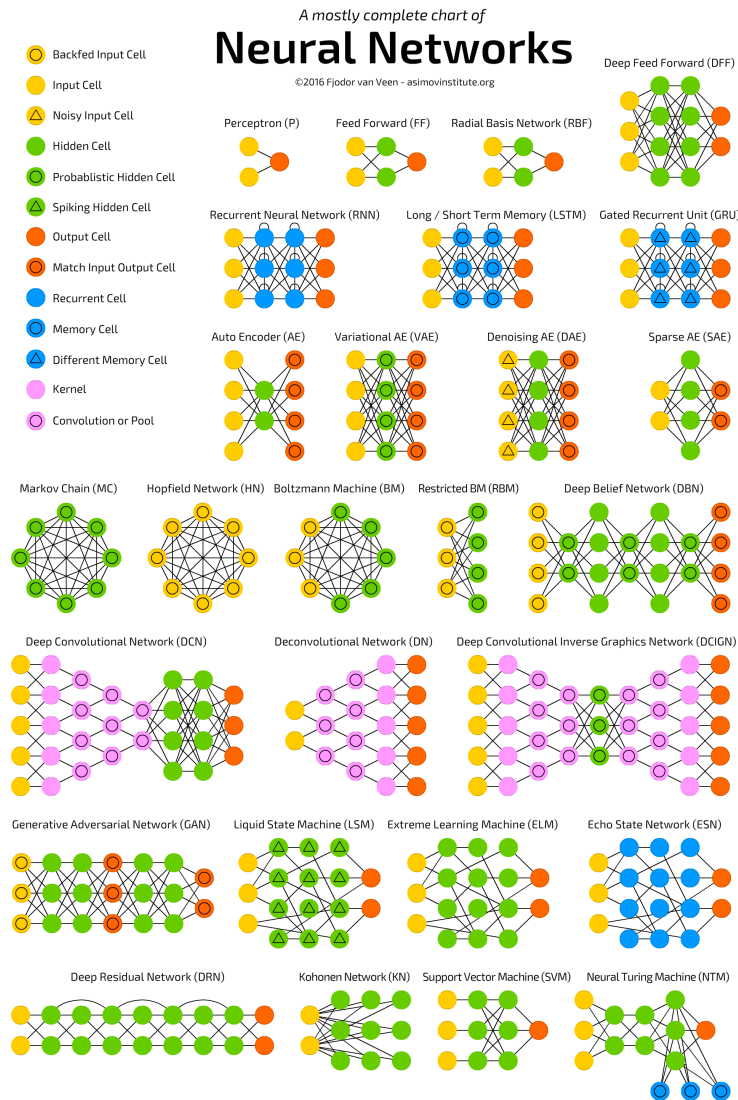 A mostly complete chart of
Neural Networks
©2016 Fjodor van Veen - asimovinstitute.org
Backfed Input Cell
Input Cell
Noisy Input Cell
Hidden Cell
Probablistic Hidden Cell
Spiking Hidden Cell
Output Cell
Match Input Output Cell
Recurrent Cell
Memory Cell
Different Memory Cell
Kernel
Convolution or Pool
Deep Feed Forward (DFF)
Perceptron (P)
Feed Forward (FF)
Radial Basis Network (RBF)
Recurrent Neural Network (RNN)
Long / Short Term Memory (LSTM)
Gated Recurrent Unit (GRU)
Auto Encoder (AE)
Variational AE (VAE)
Denoising AE (DAE)
Sparse AE (SAE)
Markov Chain (MC)
Hopfield Network (HN)
Boltzmann Machine (BM)
Restricted BM (RBM)
Deep Belief Network (DBN)
Deep Convolutional Network (DCN)
Deconvolutional Network (DN)
Deep Convolutional Inverse Graphics Network (DCIGN)
Generative Adversarial Network (GAN)
Liquid State Machine (LSM)
Extreme Learning Machine (ELM)
Echo State Network (ESN)
Deep Residual Network (DRN)
Kohonen Network (KN)
Support Vector Machine (SVM)
Neural Turing Machine (NTM)